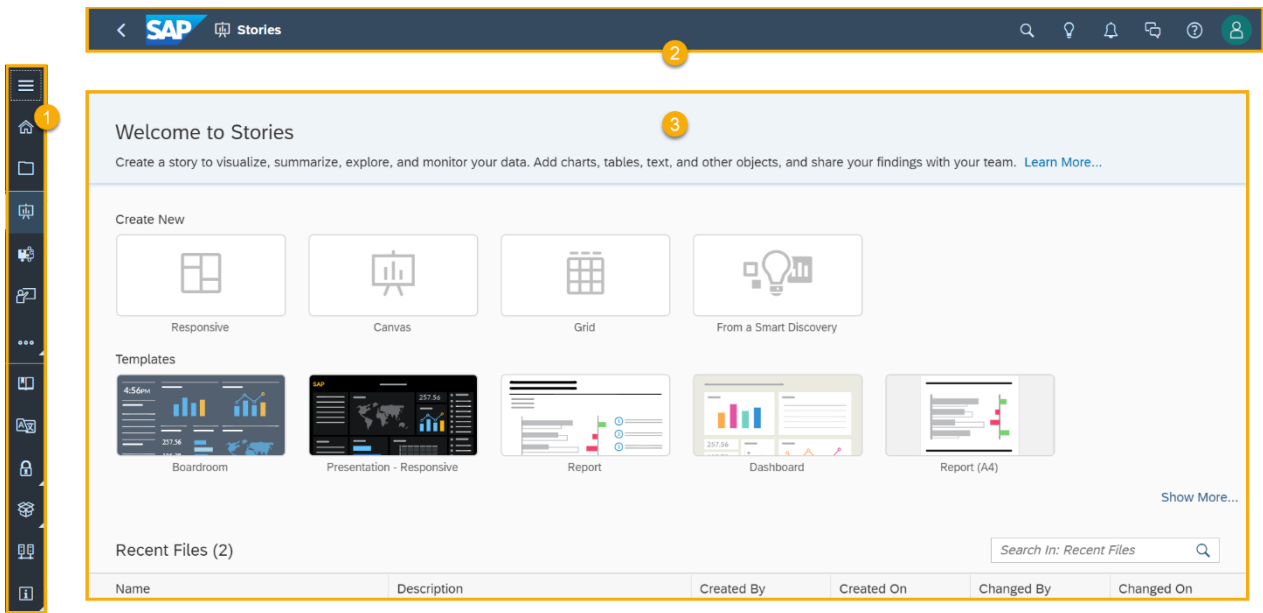 SAP Stories
2
1
3
Welcome to Stories
Create a story to visualize, summarize, explore, and monitor your data. Add charts, tables, text, and other objects, and share your findings with your team. Learn More...
Create New
Responsive Canvas Grid From a Smart Discovery
Templates
4:56PM
257.56
SAP
257.56
257.56
Boardroom Presentation - Responsive Report Dashboard Report (A4)
Show More...
Recent Files (2)
Search In: Recent Files
Name Description Created By Created On Changed By Changed On